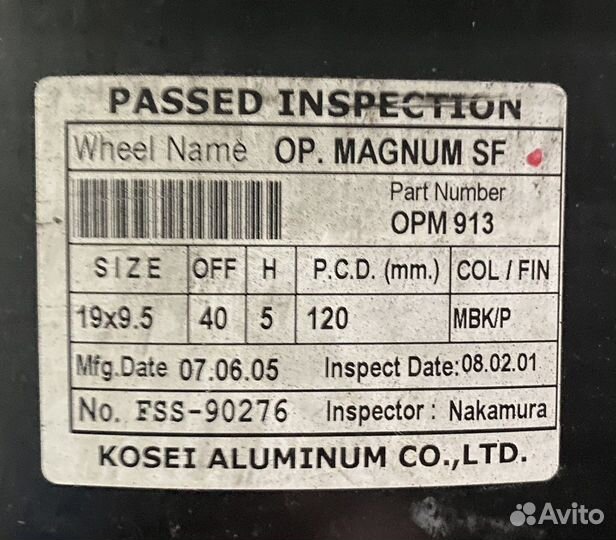 PASSED INSPECTION
Wheel Name OP. MAGNUM SF
Part Number
OPM 913
SIZE OFF H P.C.D. (mm.) COL / FIN
19x9.5 40 5 120 MBK/P
Mfg.Date 07.06.05 Inspect Date:08.02.01
No. FSS-90276 Inspector : Nakamura
KOSEI ALUMINUM CO.,LTD.
Avito